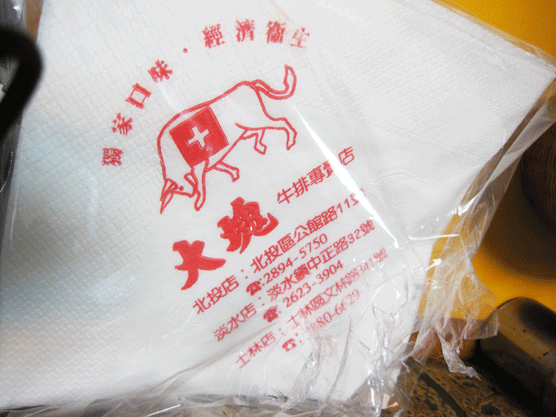 獨家口味・經濟衛生
大塊
牛排專賣店
北投店：北投區公館路11
☎2894-5750
淡水店：淡水鎮中正路32號
☎2623-3904
士林店：士林區文林路